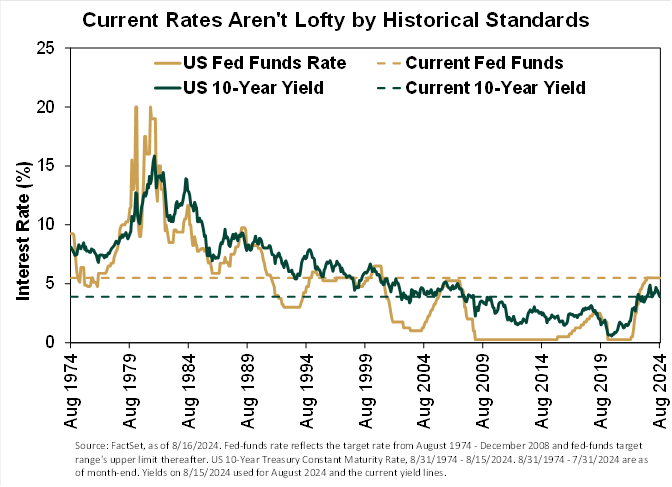 Current Rates Aren't Lofty by Historical Standards
25
20
15
10
5
0
Interest Rate (%)
US Fed Funds Rate
Current Fed Funds
US 10-Year Yield
Current 10-Year Yield
Aug 1974
Aug 1979
Aug 1984
Aug 1989
Aug 1994
Aug 1999
Aug 2004
Aug 2009
Aug 2014
Aug 2019
Aug 2024
Source: FactSet, as of 8/16/2024. Fed-funds rate reflects the target rate from August 1974 - December 2008 and fed-funds target
range's upper limit thereafter. US 10-Year Treasury Constant Maturity Rate, 8/31/1974 - 8/15/2024. 8/31/1974 - 7/31/2024 are as
of month-end. Yields on 8/15/2024 used for August 2024 and the current yield lines.